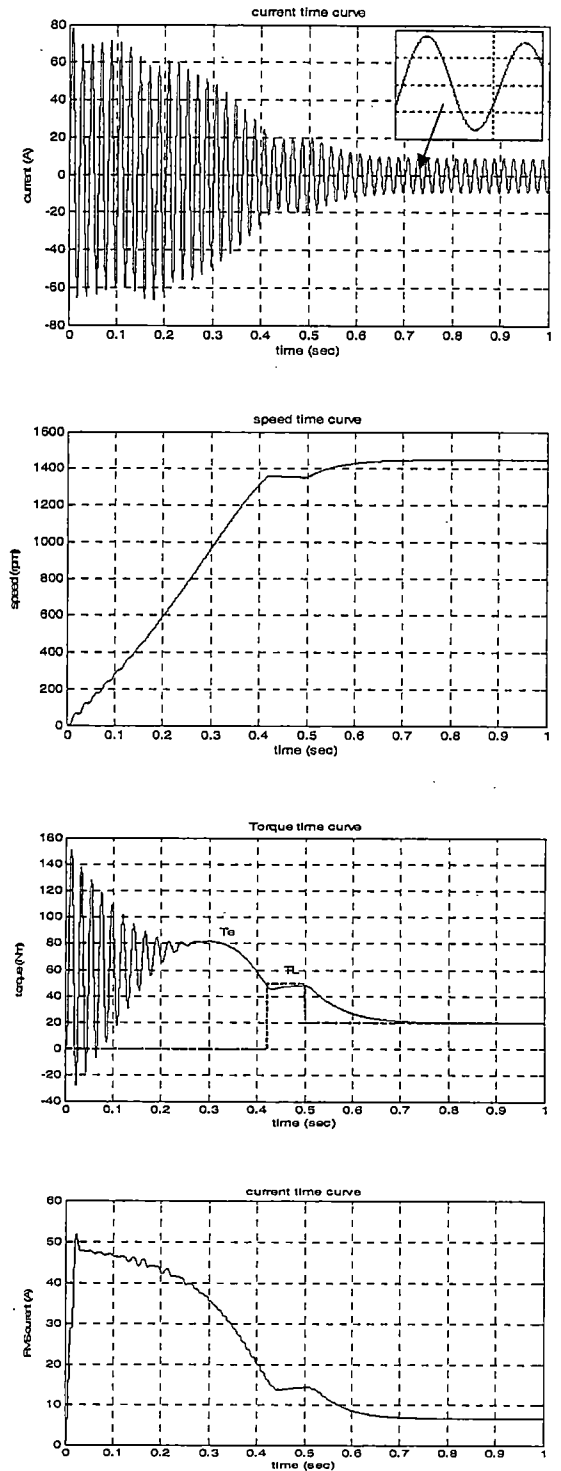 current time curve
80
60
40
20
0
-20
-40
-60
-80
current (A)
0 0.1 0.2 0.3 0.4 0.5 0.6 0.7 0.8 0.9 1
time (sec)
speed time curve
1600
1400
1200
1000
800
600
400
200
0
speed (rpm)
0 0.1 0.2 0.3 0.4 0.5 0.6 0.7 0.8 0.9 1
time (sec)
Torque time curve
160
140
120
100
80
60
40
20
0
-20
-40
torque(Nm)
Te
TL
0 0.1 0.2 0.3 0.4 0.5 0.6 0.7 0.8 0.9 1
time (sec)
current time curve
60
50
40
30
20
10
0
RMS current (A)
0 0.1 0.2 0.3 0.4 0.5 0.6 0.7 0.8 0.9 1
time (sec)